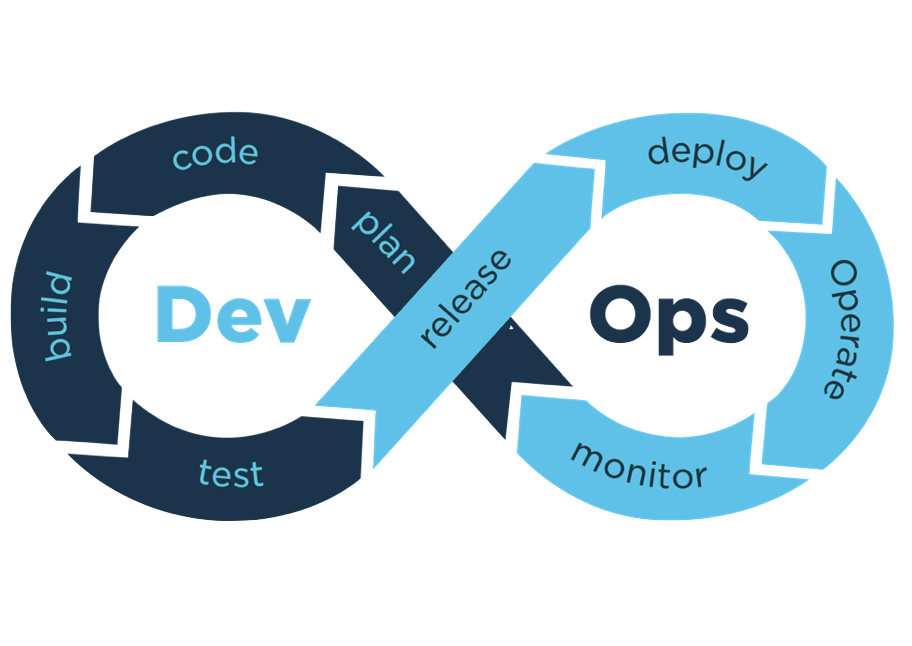 code
plan
build
Dev
test
release
deploy
Ops
Operate
monitor